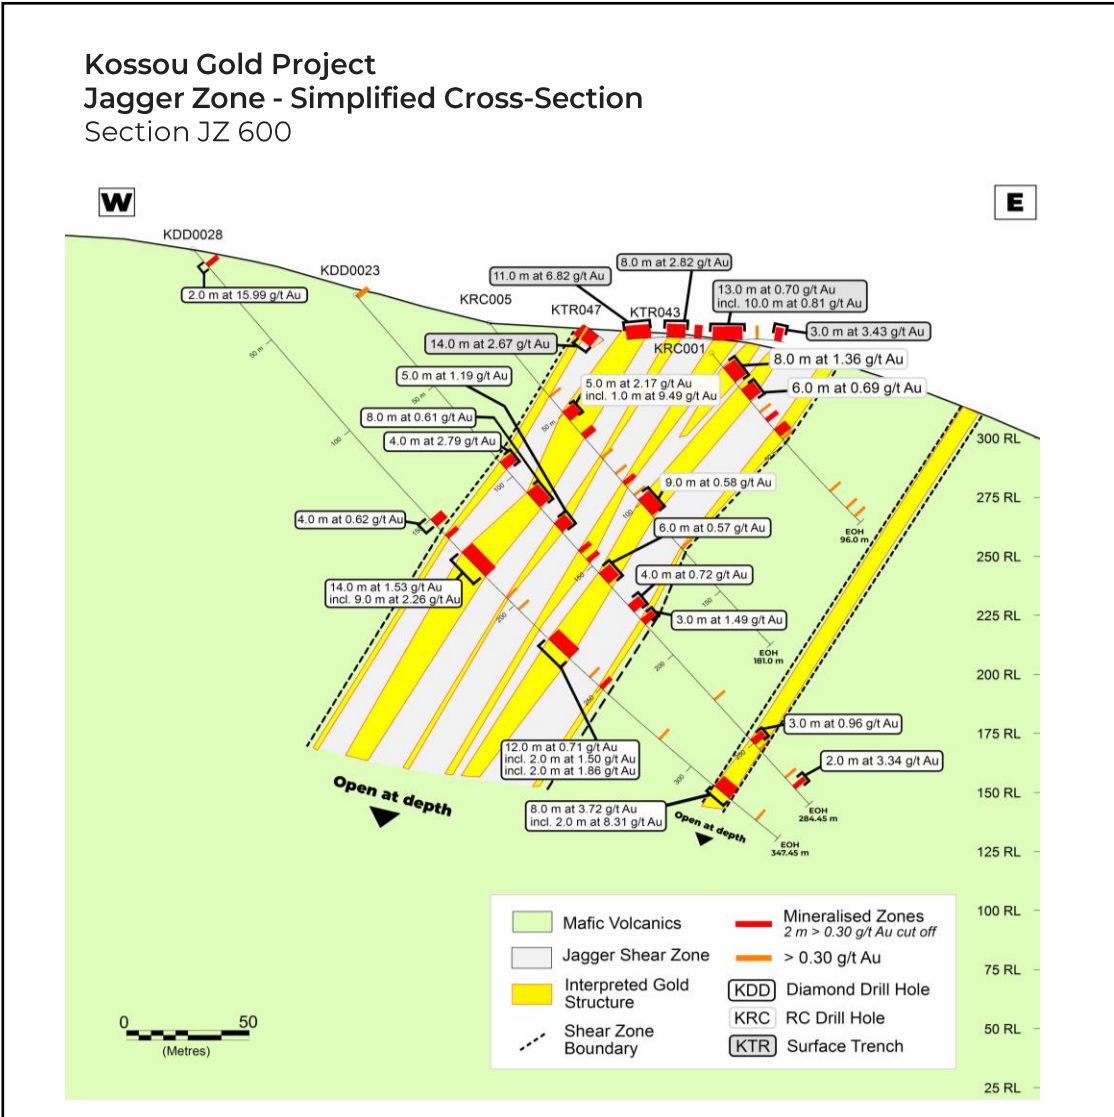 Kossou Gold Project
Jagger Zone - Simplified Cross-Section
Section JZ 600
W
E
KDD0028
KDD0023
KRC005
KTR047
KTR043
KRC001
2.0 m at 15.99 g/t Au
11.0 m at 6.82 g/t Au
8.0 m at 2.82 g/t Au
13.0 m at 0.70 g/t Au
incl. 10.0 m at 0.81 g/t Au
3.0 m at 3.43 g/t Au
14.0 m at 2.67 g/t Au
8.0 m at 1.36 g/t Au
6.0 m at 0.69 g/t Au
5.0 m at 1.19 g/t Au
5.0 m at 2.17 g/t Au
incl. 1.0 m at 9.49 g/t Au
8.0 m at 0.61 g/t Au
4.0 m at 2.79 g/t Au
9.0 m at 0.58 g/t Au
4.0 m at 0.62 g/t Au
6.0 m at 0.57 g/t Au
14.0 m at 1.53 g/t Au
incl. 9.0 m at 2.26 g/t Au
4.0 m at 0.72 g/t Au
3.0 m at 1.49 g/t Au
12.0 m at 0.71 g/t Au
incl. 2.0 m at 1.50 g/t Au
incl. 2.0 m at 1.86 g/t Au
3.0 m at 0.96 g/t Au
2.0 m at 3.34 g/t Au
8.0 m at 3.72 g/t Au
incl. 2.0 m at 8.31 g/t Au
50 m
100
200
300
50 m
100
150
200
50 m
100
150
EOH
96.0 m
EOH
181.0 m
EOH
284.45 m
EOH
347.45 m
Open at depth
Open at depth
300 RL
275 RL
250 RL
225 RL
200 RL
175 RL
150 RL
125 RL
100 RL
75 RL
50 RL
25 RL
Mafic Volcanics
Jagger Shear Zone
Interpreted Gold
Structure
Shear Zone
Boundary
Mineralised Zones
2 m > 0.30 g/t Au cut off
> 0.30 g/t Au
KDD Diamond Drill Hole
KRC RC Drill Hole
KTR Surface Trench
0 50
(Metres)